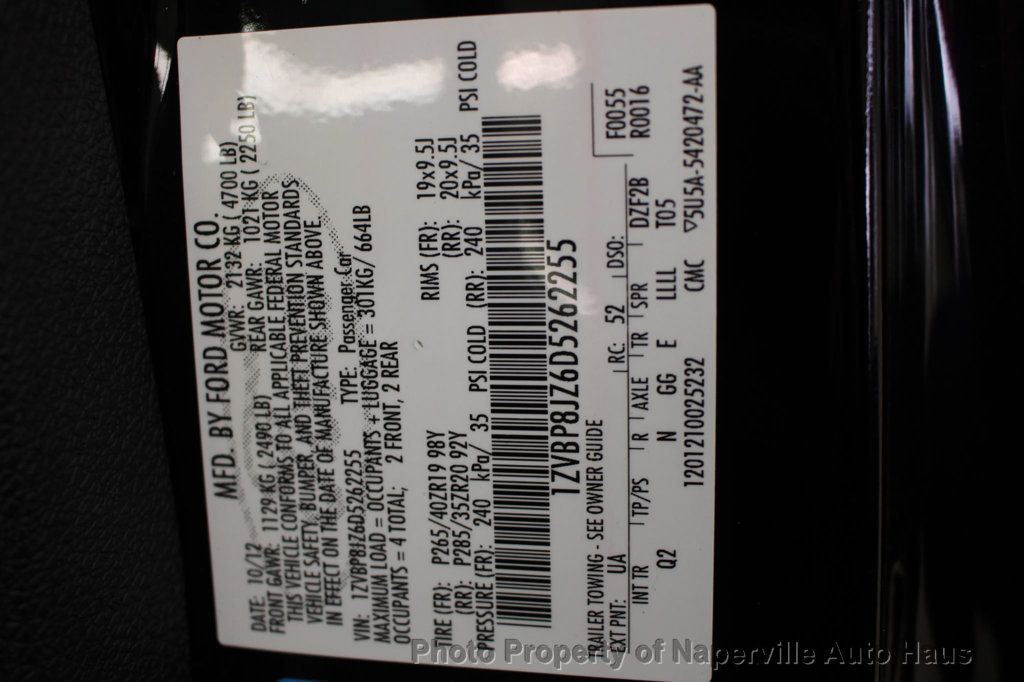 MFD. BY FORD MOTOR CO.
DATE: 10/12 GVWR: 2132 KG ( 4700 LB)
FRONT GAWR: 1129 KG ( 2490 LB) REAR GAWR: 1021 KG ( 2250 LB)
THIS VEHICLE CONFORMS TO ALL APPLICABLE FEDERAL MOTOR
VEHICLE SAFETY, BUMPER, AND THEFT PREVENTION STANDARDS
IN EFFECT ON THE DATE OF MANUFACTURE SHOWN ABOVE.
VIN: 1ZVBP8JZ6D5262255 TYPE: Passenger Car
MAXIMUM LOAD = OCCUPANTS + LUGGAGE = 301KG/ 664LB
OCCUPANTS = 4 TOTAL; 2 FRONT, 2 REAR
TIRE (FR): P265/40ZR19 98Y RIMS (FR): 19x9.5J
(RR): P285/35ZR20 92Y (RR): 20x9.5J
PRESSURE (FR): 240 kPa/ 35 PSI COLD (RR): 240 kPa/ 35 PSI COLD
1ZVBP8JZ6D5262255
TRAILER TOWING - SEE OWNER GUIDE F0055
EXT PNT: UA RC: 52 DSO: DZF2B R0016
INT TR TP/PS R AXLE TR SPR T05
Q2 N GG E LLLL
1201210025232 CMC ▽5U5A-5420472-AA
Photo Property of Naperville Auto Haus